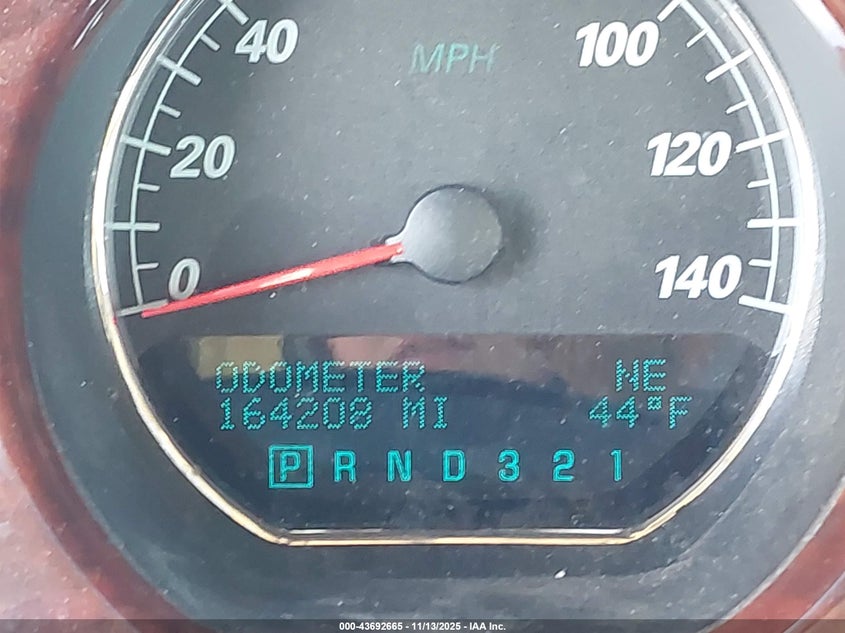 40 MPH 100
20 120
0 140
ODOMETER NE
164208 MI 44°F
P R N D 3 2 1
000-43692665 - 11/13/2025 - IAA Inc.